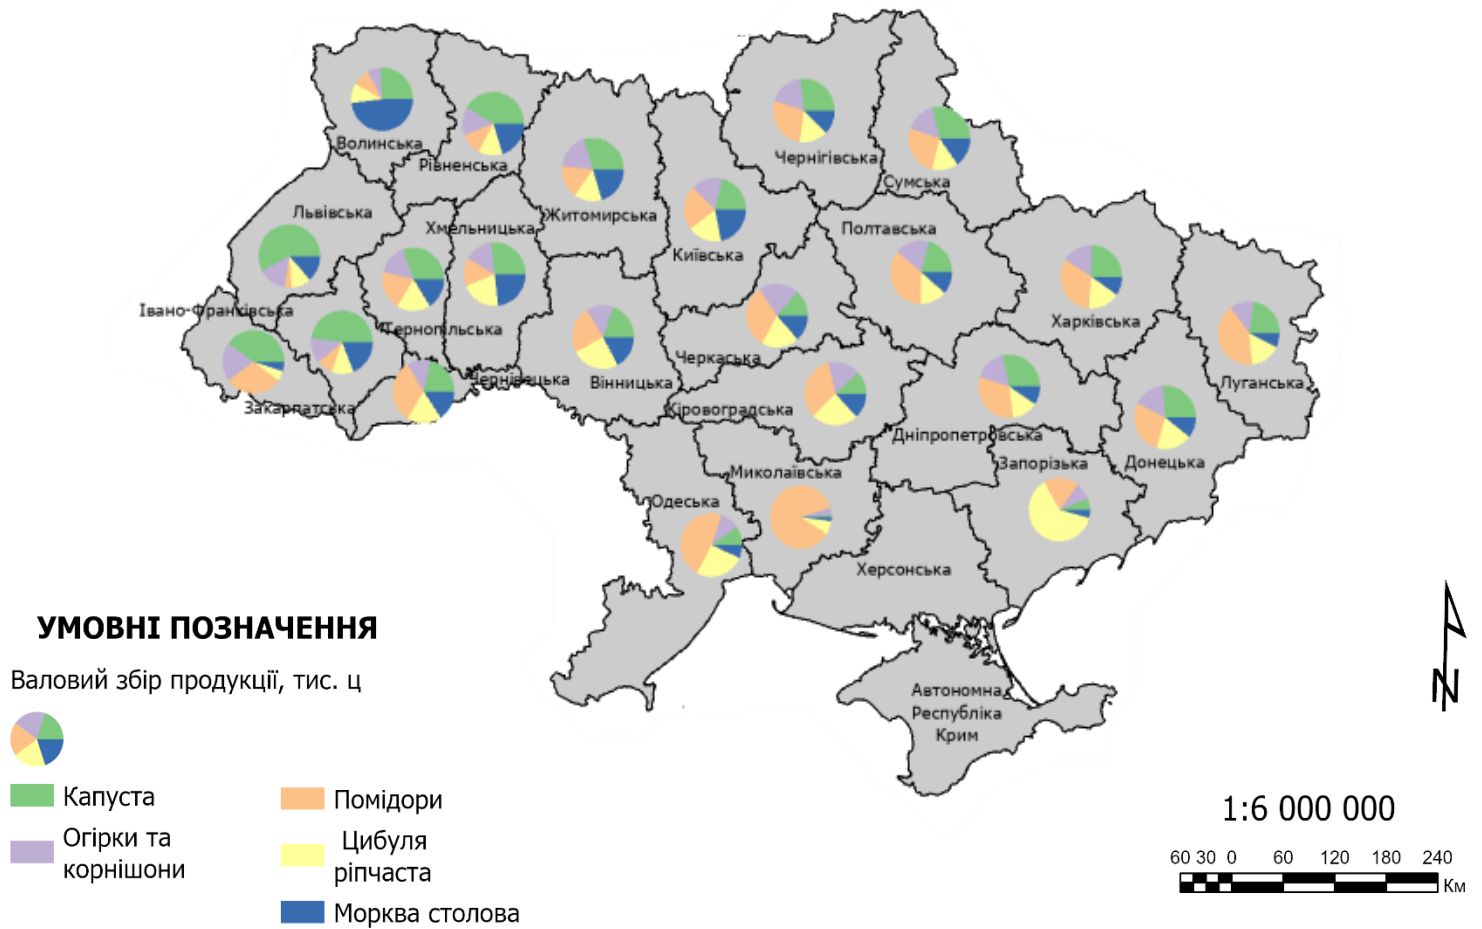 Волинська
Рівненська
Чернігівська
Сумська
Львівська
Хмельницька
Житомирська
Київська
Полтавська
Івано-Франківська
Тернопільська
Харківська
Черкаська
Чернівецька
Вінницька
Луганська
Закарпатська
Кіровоградська
Дніпропетровська
Запорізька
Донецька
Миколаївська
Одеська
Херсонська
Автономна
Республіка
Крим
УМОВНІ ПОЗНАЧЕННЯ
Валовий збір продукції, тис. ц
Капуста
Огірки та
корнішони
Помідори
Цибуля
ріпчаста
Морква столова
N
1:6 000 000
60 30 0 60 120 180 240
Км